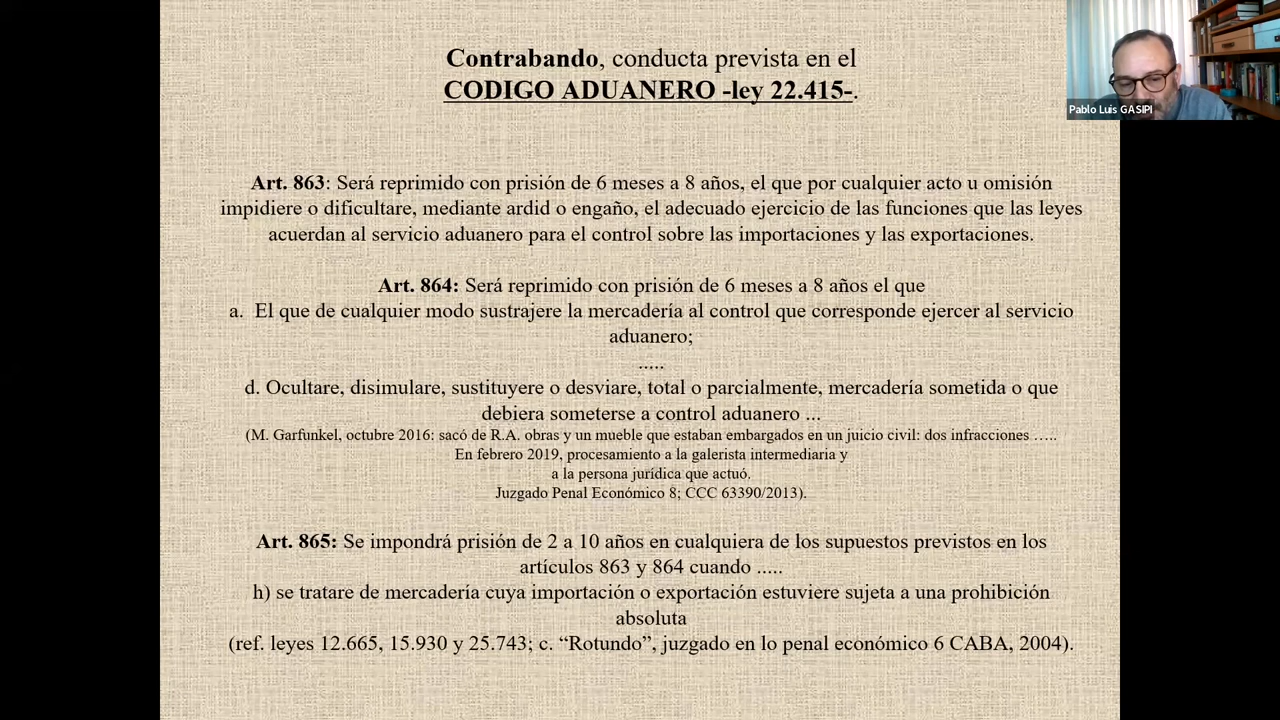 Contrabando, conducta prevista en el
CODIGO ADUANERO -ley 22.415-.
Pablo Luis GASIPI
Art. 863: Será reprimido con prisión de 6 meses a 8 años, el que por cualquier acto u omisión
impidiere o dificultare, mediante ardid o engaño, el adecuado ejercicio de las funciones que las leyes
acuerdan al servicio aduanero para el control sobre las importaciones y las exportaciones.
Art. 864: Será reprimido con prisión de 6 meses a 8 años el que
a. El que de cualquier modo sustrajere la mercadería al control que corresponde ejercer al servicio
aduanero;
.....
d. Ocultare, disimulare, sustituyere o desviare, total o parcialmente, mercadería sometida o que
debiera someterse a control aduanero ...
(M. Garfunkel, octubre 2016: sacó de R.A. obras y un mueble que estaban embargados en un juicio civil: dos infracciones …..
En febrero 2019, procesamiento a la galerista intermediaria y
a la persona jurídica que actuó.
Juzgado Penal Económico 8; CCC 63390/2013).
Art. 865: Se impondrá prisión de 2 a 10 años en cualquiera de los supuestos previstos en los
artículos 863 y 864 cuando .....
h) se tratare de mercadería cuya importación o exportación estuviere sujeta a una prohibición
absoluta
(ref. leyes 12.665, 15.930 y 25.743; c. “Rotundo”, juzgado en lo penal económico 6 CABA, 2004).